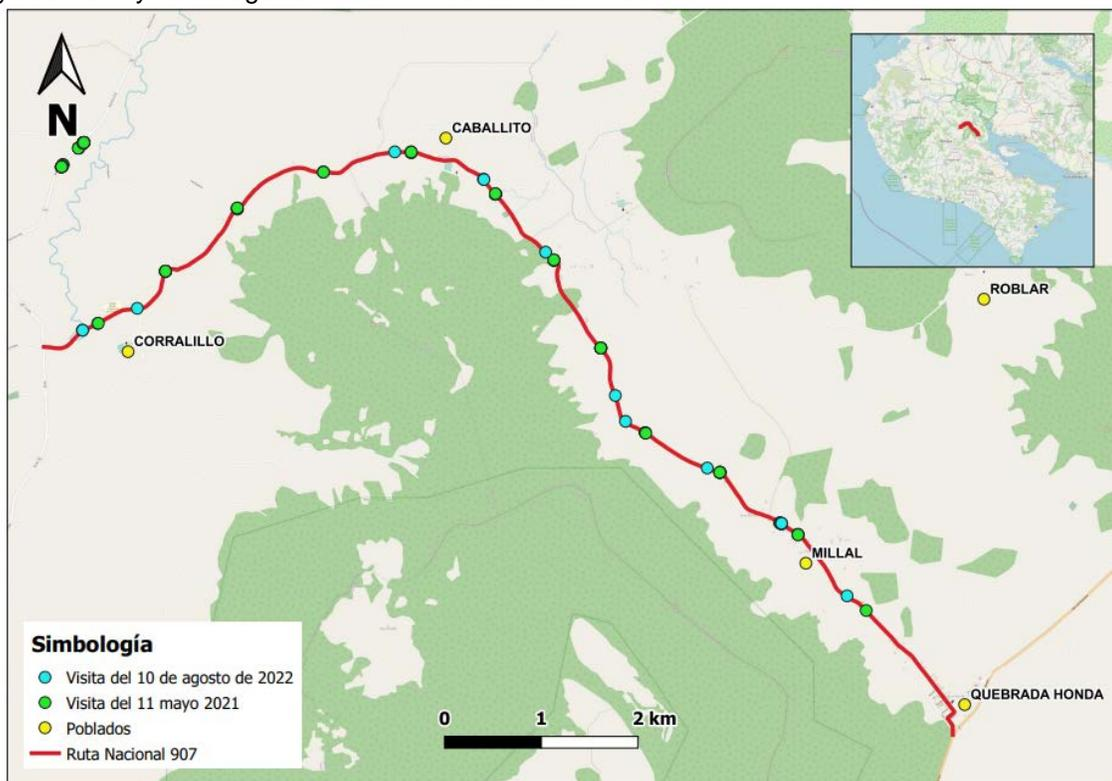 N
CABALLITO
ROBLAR
CORRALILLO
MILLAL
QUEBRADA HONDA
Simbología
Visita del 10 de agosto de 2022
Visita del 11 mayo 2021
Poblados
Ruta Nacional 907
0 1 2 km